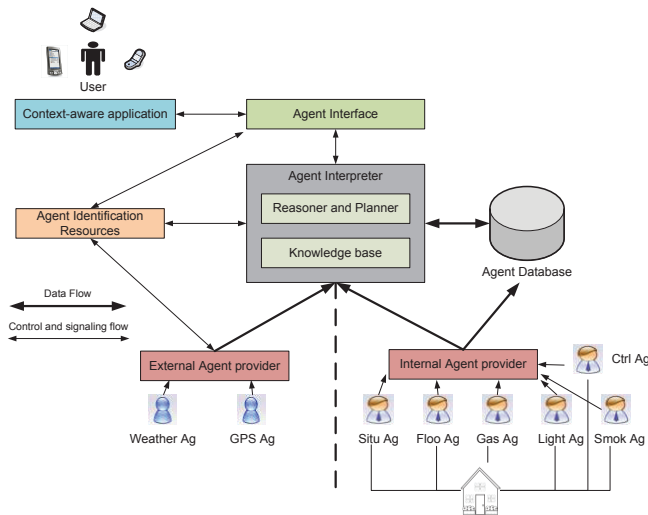 User
Context-aware application
Agent Interface
Agent Interpreter
Reasoner and Planner
Agent Identification
Resources
Knowledge base
Agent Database
Data Flow
Control and signaling flow
External Agent provider
Internal Agent provider
Ctrl Ag
Weather Ag
GPS Ag
Situ Ag
Floo Ag
Gas Ag
Light Ag
Smok Ag